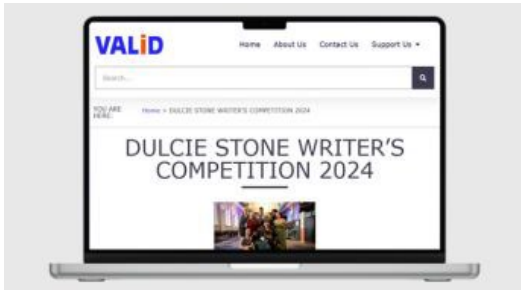 VALiD
Home About Us Contact Us Support Us
Search...
YOU ARE HERE: Home > DULCIE STONE WRITER'S COMPETITION 2024
DULCIE STONE WRITER'S
COMPETITION 2024